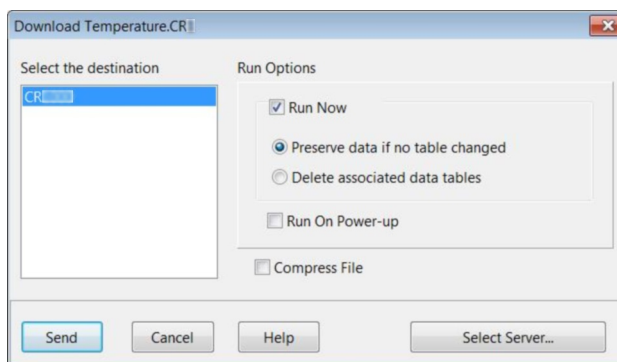 Download Temperature.CR
Select the destination
CR
Run Options
Run Now
Preserve data if no table changed
Delete associated data tables
Run On Power-up
Compress File
Send
Cancel
Help
Select Server...